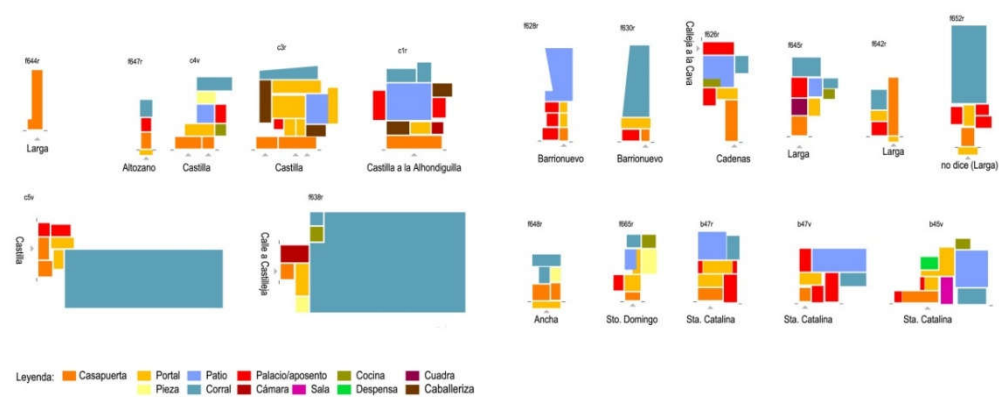 f644r
Larga
f647r
Altozano
c4v
Castilla
c3r
Castilla
c1r
Castilla a la Alhondiguilla
f628r
Barrionuevo
f630r
Barrionuevo
Calleja a la Cava
f626r
Cadenas
f645r
Larga
f642r
Larga
f652r
no dice (Larga)
c5v
Castilla
f638r
Calle a Castilleja
f648r
Ancha
f665r
Sto. Domingo
b47r
Sta. Catalina
b47v
Sta. Catalina
b45v
Sta. Catalina
Leyenda: Casapuerta Portal Patio Palacio/aposento Cocina Cuadra
Pieza Corral Cámara Sala Despensa Caballeriza